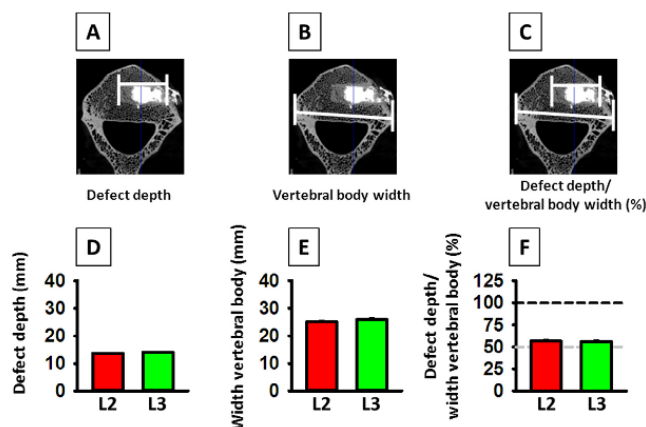 A
B
C
Defect depth
Vertebral body width
Defect depth/
vertebral body width (%)
D
E
F
Defect depth (mm)
40
30
20
10
0
L2
L3
Width vertebral body (mm)
40
30
20
10
0
L2
L3
Defect depth/
width vertebral body (%)
125
100
75
50
25
0
L2
L3